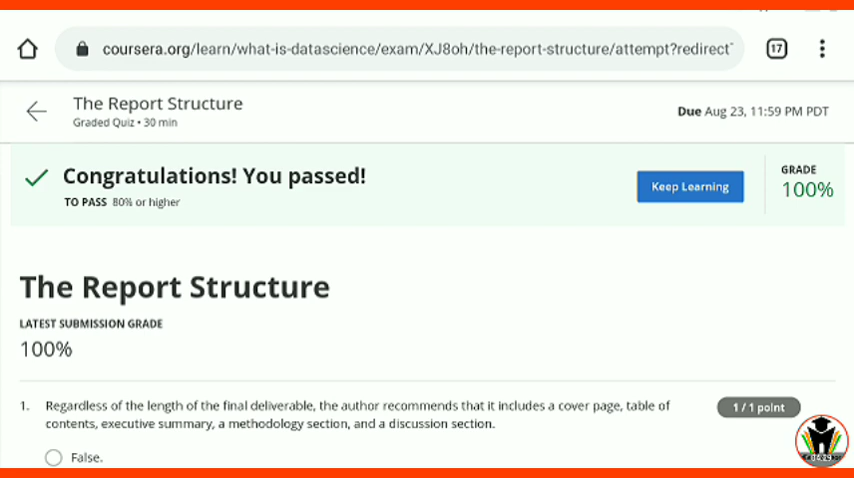 17
coursera.org/learn/what-is-datascience/exam/XJ8oh/the-report-structure/attempt?redirect
The Report Structure
Graded Quiz • 30 min
Due Aug 23, 11:59 PM PDT
Congratulations! You passed!
TO PASS 80% or higher
Keep Learning
GRADE
100%
The Report Structure
LATEST SUBMISSION GRADE
100%
1. Regardless of the length of the final deliverable, the author recommends that it includes a cover page, table of
contents, executive summary, a methodology section, and a discussion section.
1 / 1 point
False.